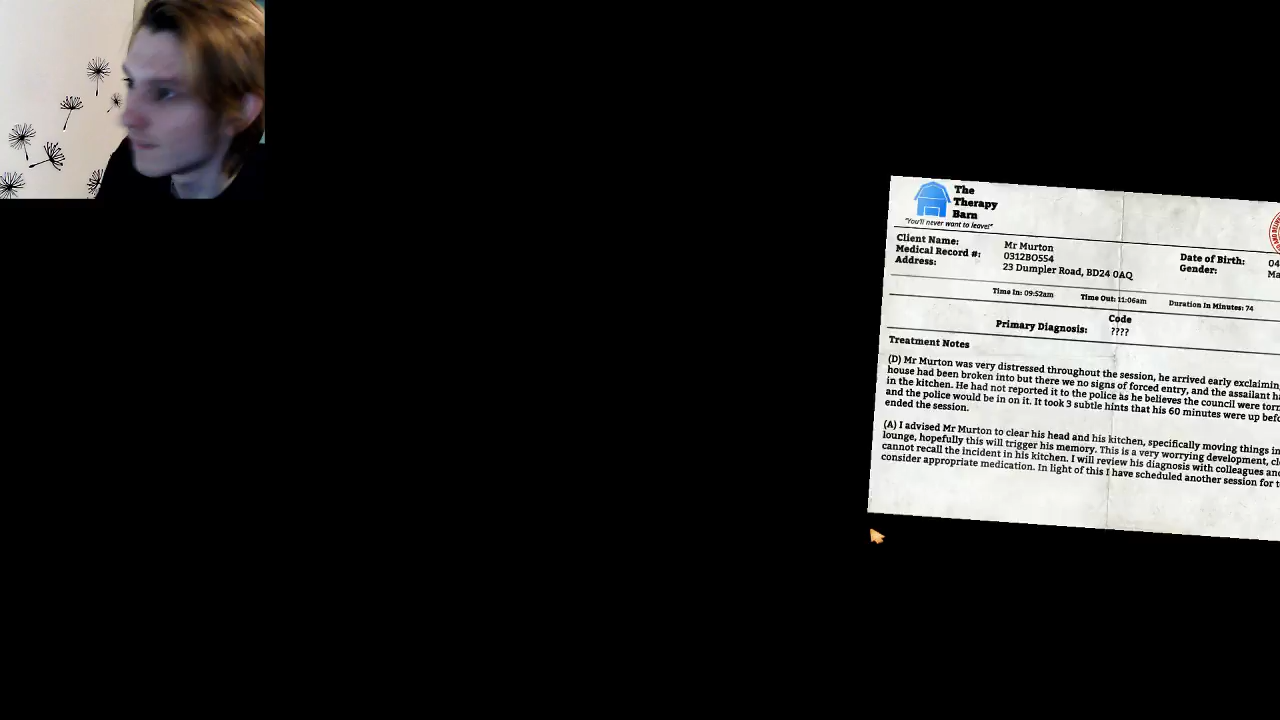 The
Therapy
Barn
"You'll never want to leave!"
Client Name: Mr Murton Date of Birth: 04
Medical Record #: 0312BO554 Gender: Ma
Address: 23 Dumpler Road, BD24 0AQ
Time In: 09:52am Time Out: 11:06am Duration In Minutes: 74
Code
Primary Diagnosis: ????
Treatment Notes
(D) Mr Murton was very distressed throughout the session, he arrived early exclaiming
house had been broken into but there we no signs of forced entry, and the assailant ha
in the kitchen. He had not reported it to the police as he believes the council were torn
and the police would be in on it. It took 3 subtle hints that his 60 minutes were up befo
ended the session.
(A) I advised Mr Murton to clear his head and his kitchen, specifically moving things in
lounge, hopefully this will trigger his memory. This is a very worrying development, cl
cannot recall the incident in his kitchen. I will review his diagnosis with colleagues and
consider appropriate medication. In light of this I have scheduled another session for t